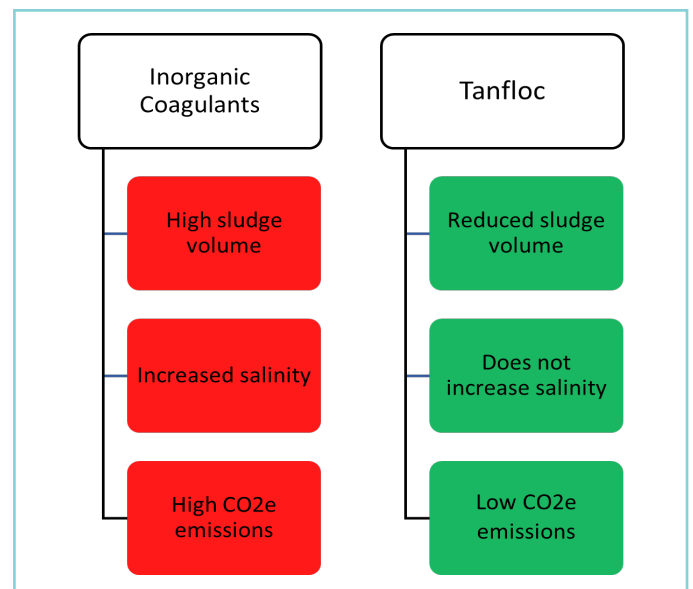 Inorganic
Coagulants
High sludge
volume
Increased salinity
High CO2e
emissions
Tanfloc
Reduced sludge
volume
Does not
increase salinity
Low CO2e
emissions